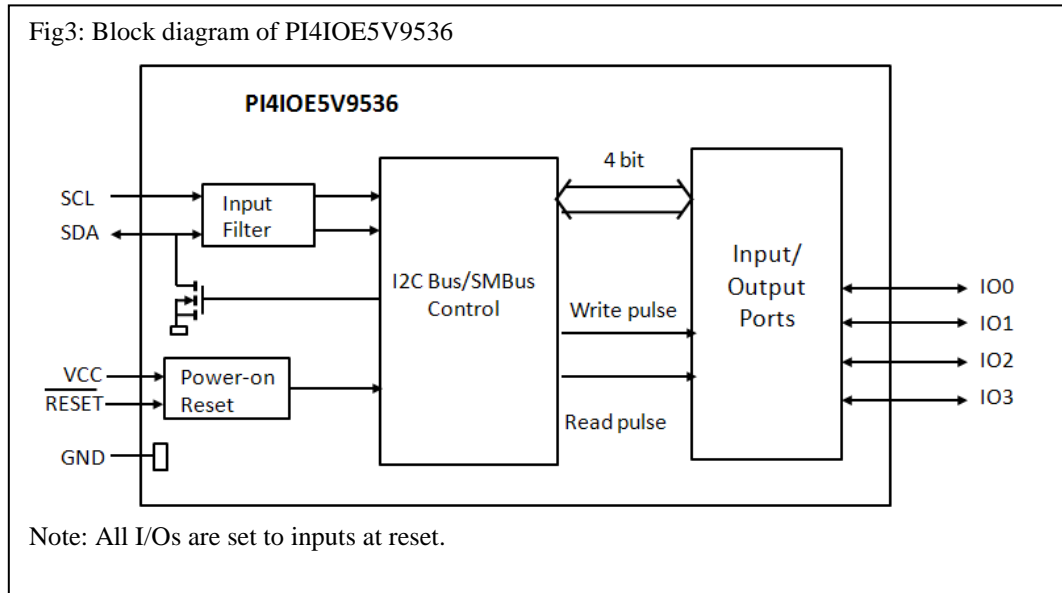 Fig3: Block diagram of PI4IOE5V9536
PI4IOE5V9536
SCL
SDA
Input
Filter
VCC
RESET
Power-on
Reset
GND
I2C Bus/SMBus
Control
4 bit
Write pulse
Read pulse
Input/
Output
Ports
IO0
IO1
IO2
IO3
Note: All I/Os are set to inputs at reset.